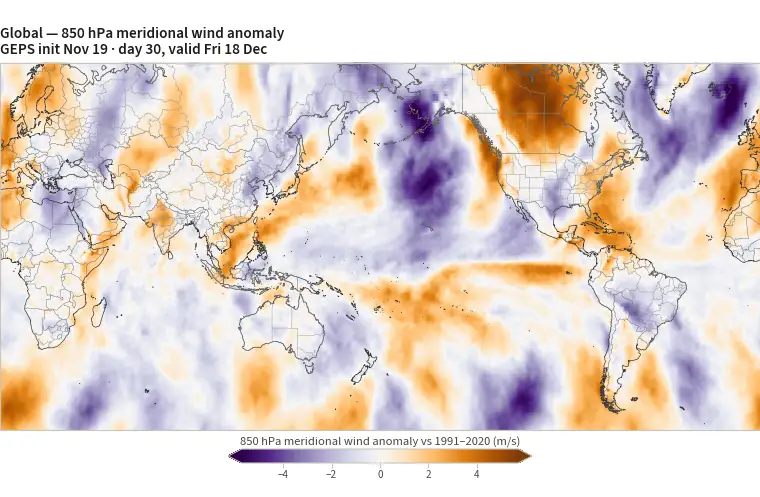 Global — 850 hPa meridional wind anomaly
GEPS init Nov 19 · day 30, valid Fri 18 Dec
850 hPa meridional wind anomaly vs 1991–2020 (m/s)
−4 −2 0 2 4